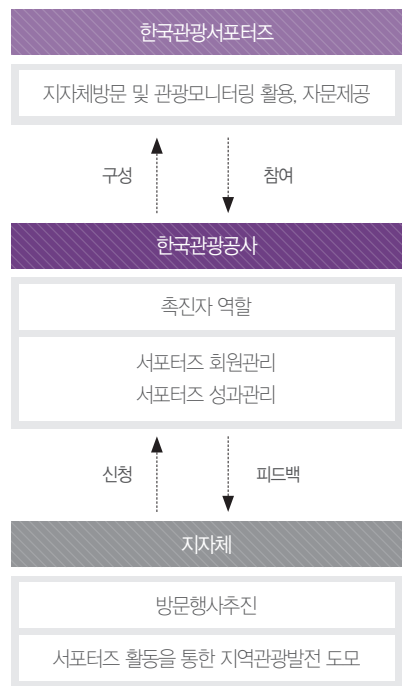 한국관광서포터즈
지자체방문 및 관광모니터링 활용, 자문제공
구성 참여
한국관광공사
촉진자 역할
서포터즈 회원관리
서포터즈 성과관리
신청 피드백
지자체
방문행사추진
서포터즈 활동을 통한 지역관광발전 도모